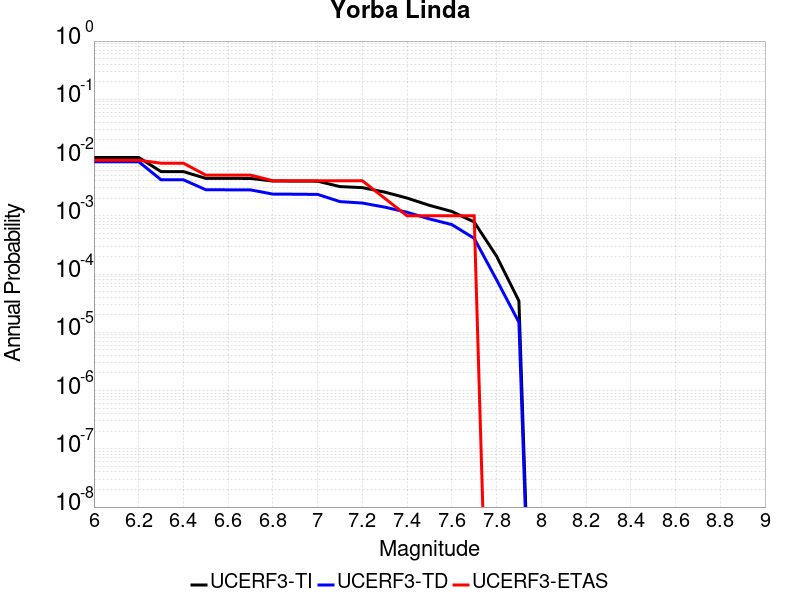 Yorba Linda
10^0
10^-1
10^-2
10^-3
10^-4
10^-5
10^-6
10^-7
10^-8
Annual Probability
6 6.2 6.4 6.6 6.8 7 7.2 7.4 7.6 7.8 8 8.2 8.4 8.6 8.8 9
Magnitude
UCERF3-TI UCERF3-TD UCERF3-ETAS